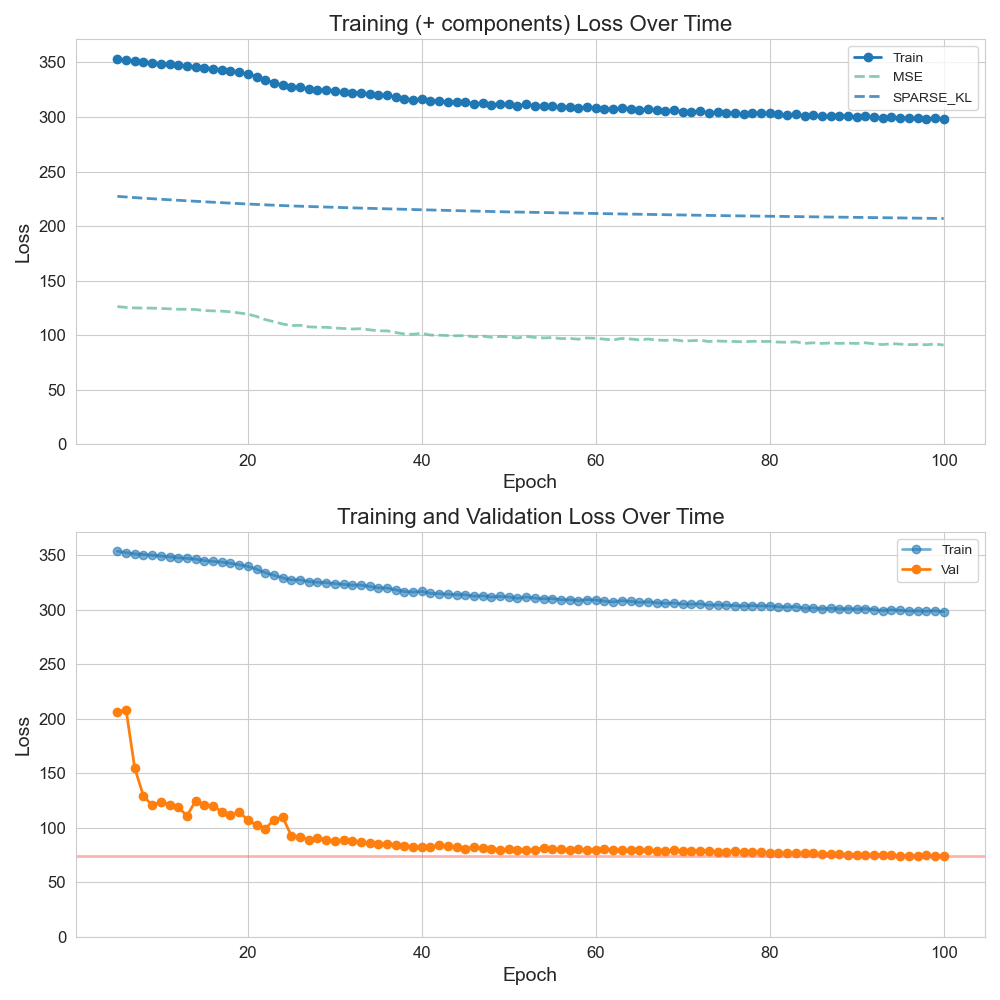 Training (+ components) Loss Over Time
350
300
250
200
150
100
50
0
Loss
Train
MSE
SPARSE_KL
20 40 60 80 100
Epoch
Training and Validation Loss Over Time
350
300
250
200
150
100
50
0
Loss
Train
Val
20 40 60 80 100
Epoch